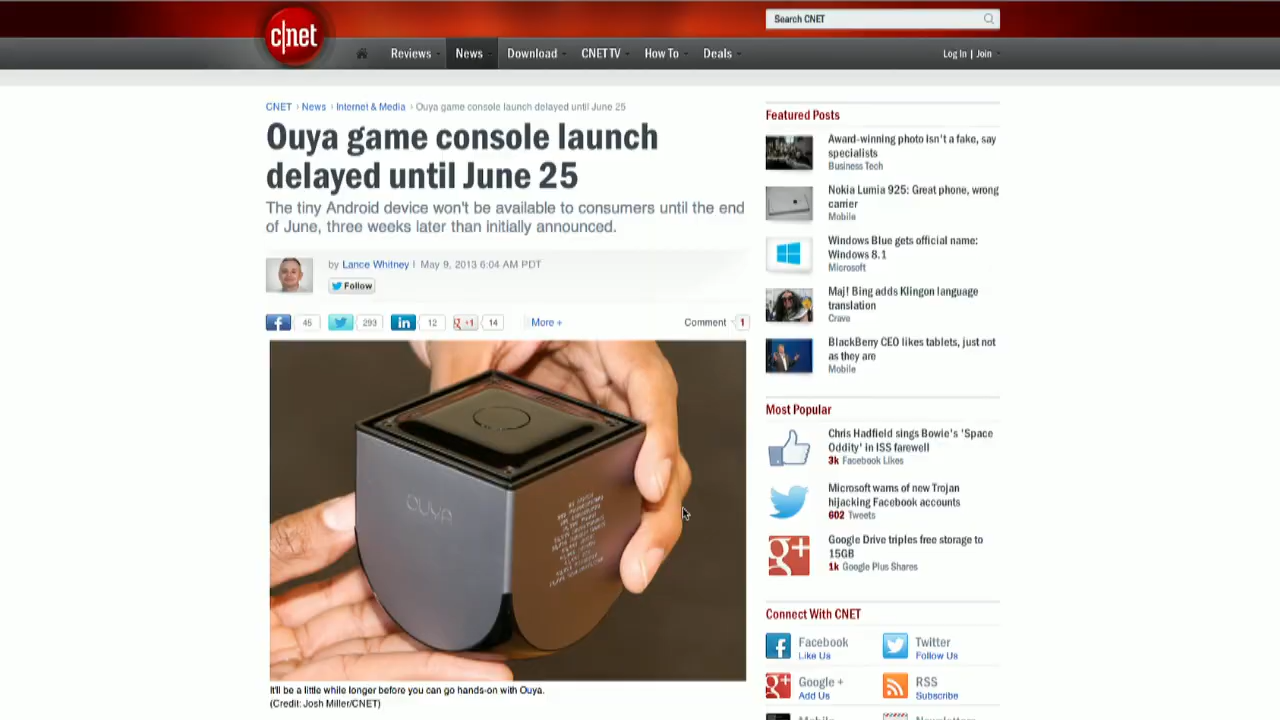 c|net
Search CNET
Reviews
News
Download
CNET TV
How To
Deals
Log In | Join
CNET › News › Internet & Media › Ouya game console launch delayed until June 25
Ouya game console launch
delayed until June 25
The tiny Android device won't be available to consumers until the end
of June, three weeks later than initially announced.
by Lance Whitney | May 9, 2013 6:04 AM PDT
Follow
45
293
in
12
g +1
14
More +
Comment
1
OUYA
It'll be a little while longer before you can go hands-on with Ouya.
(Credit: Josh Miller/CNET)
Featured Posts
Award-winning photo isn't a fake, say
specialists
Business Tech
Nokia Lumia 925: Great phone, wrong
carrier
Mobile
Windows Blue gets official name:
Windows 8.1
Microsoft
Maj! Bing adds Klingon language
translation
Crave
BlackBerry CEO likes tablets, just not
as they are
Mobile
Most Popular
Chris Hadfield sings Bowie's 'Space
Oddity' in ISS farewell
3k Facebook Likes
Microsoft warns of new Trojan
hijacking Facebook accounts
602 Tweets
Google Drive triples free storage to
15GB
1k Google Plus Shares
Connect With CNET
Facebook
Like Us
Twitter
Follow Us
Google +
Add Us
RSS
Subscribe
Mobile
Newsletters